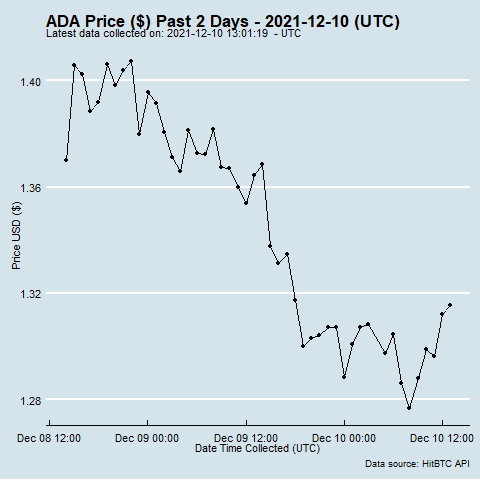 ADA Price ($) Past 2 Days - 2021-12-10 (UTC)
Latest data collected on: 2021-12-10 13:01:19  - UTC
1.40
1.36
1.32
1.28
Price USD ($)
Dec 08 12:00
Dec 09 00:00
Dec 09 12:00
Dec 10 00:00
Dec 10 12:00
Date Time Collected (UTC)
Data source: HitBTC API